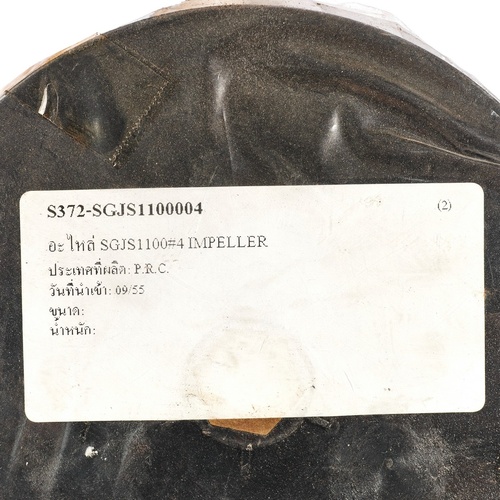 S372-SGJS1100004
(2)
อะไหล่ SGJS1100#4 IMPELLER
ประเทศที่ผลิต: P.R.C.
วันที่นำเข้า: 09/55
ขนาด:
น้ำหนัก: